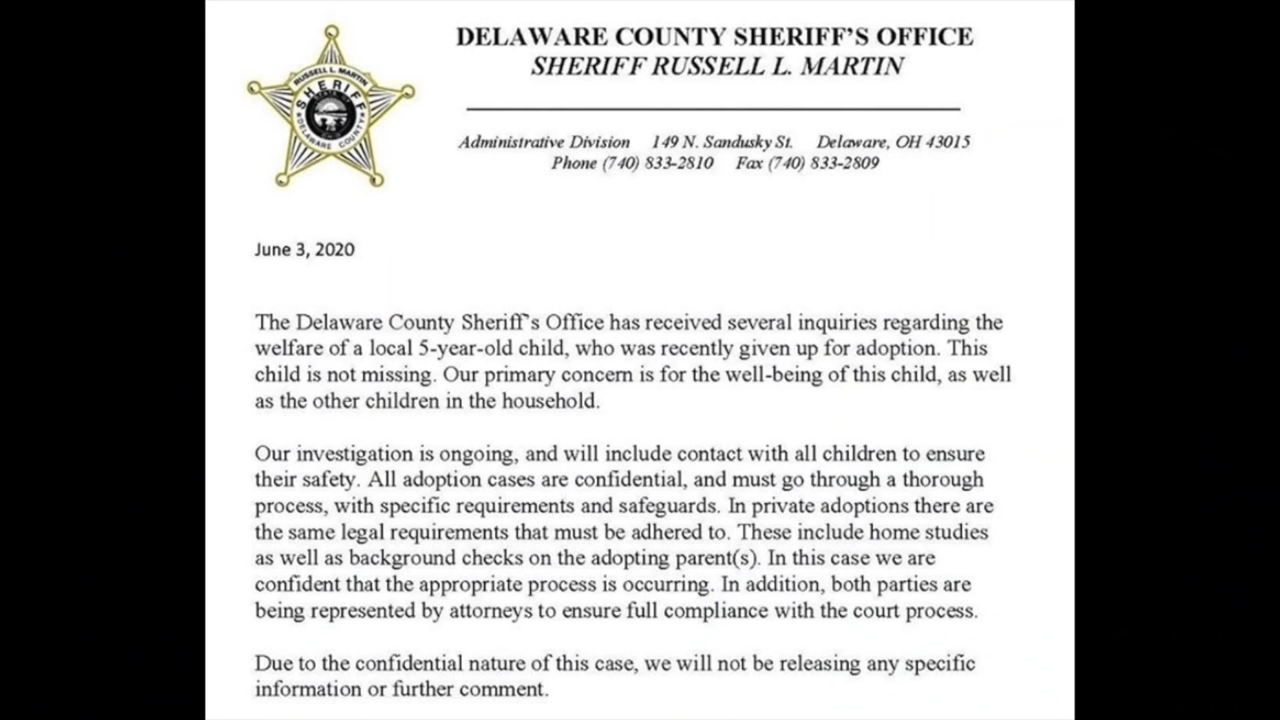 DELAWARE COUNTY SHERIFF'S OFFICE
SHERIFF RUSSELL L. MARTIN
RUSSELL L. MARTIN
SHERIFF
DELAWARE COUNTY
Administrative Division 149 N. Sandusky St. Delaware, OH 43015
Phone (740) 833-2810 Fax (740) 833-2809
June 3, 2020
The Delaware County Sheriff's Office has received several inquiries regarding the
welfare of a local 5-year-old child, who was recently given up for adoption. This
child is not missing. Our primary concern is for the well-being of this child, as well
as the other children in the household.
Our investigation is ongoing, and will include contact with all children to ensure
their safety. All adoption cases are confidential, and must go through a thorough
process, with specific requirements and safeguards. In private adoptions there are
the same legal requirements that must be adhered to. These include home studies
as well as background checks on the adopting parent(s). In this case we are
confident that the appropriate process is occurring. In addition, both parties are
being represented by attorneys to ensure full compliance with the court process.
Due to the confidential nature of this case, we will not be releasing any specific
information or further comment.